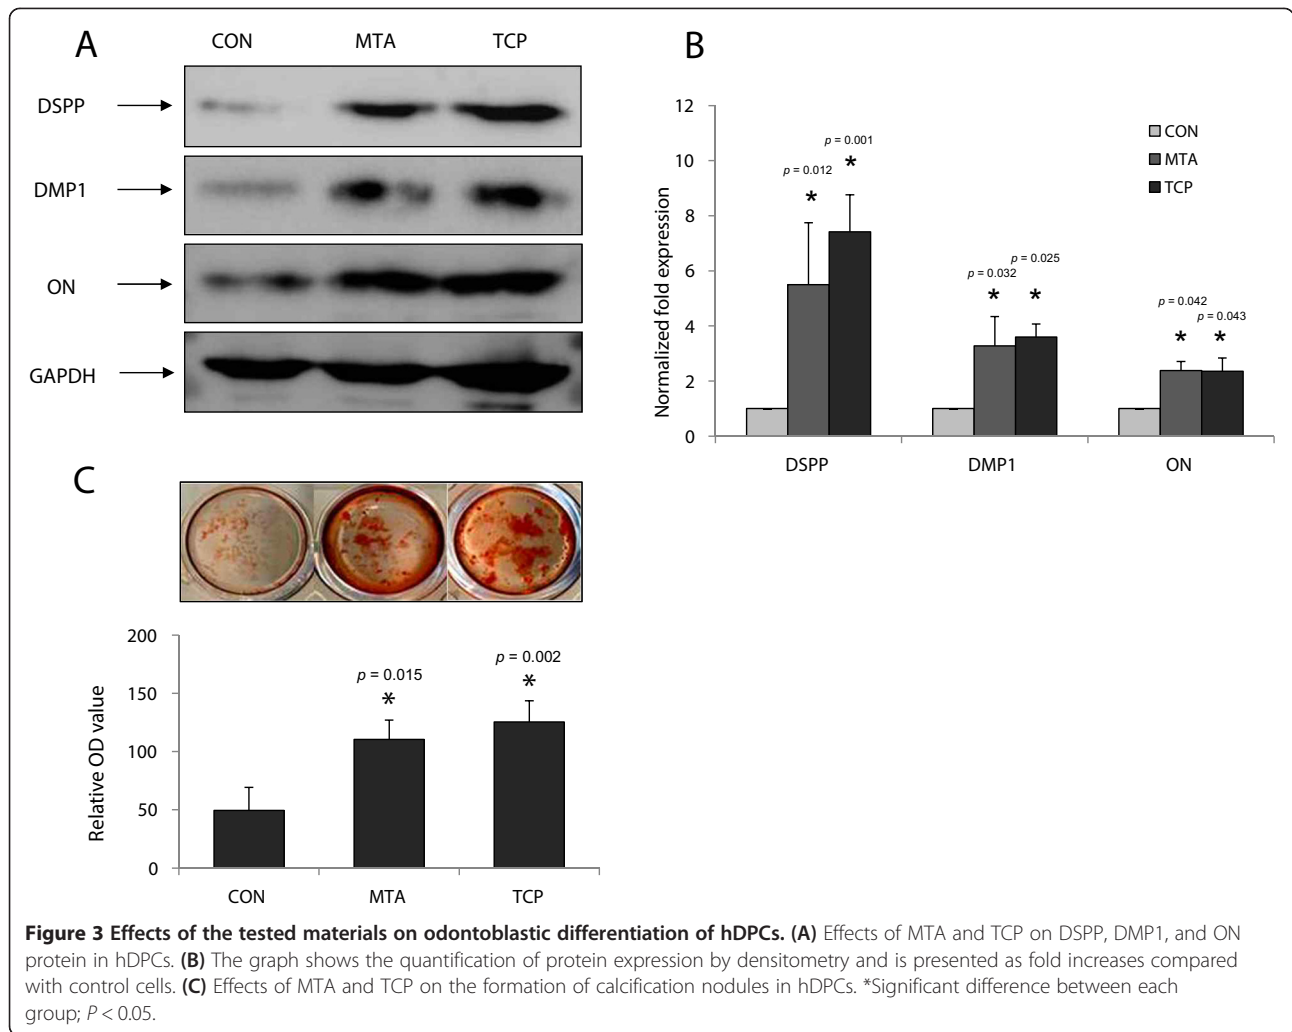 A
CON MTA TCP
DSPP
DMP1
ON
GAPDH
B
12
10
8
6
4
2
0
Normalized fold expression
CON
MTA
TCP
p = 0.012
p = 0.001
*
*
p = 0.032
p = 0.025
*
*
p = 0.042
p = 0.043
*
*
DSPP DMP1 ON
C
200
150
100
50
0
Relative OD value
p = 0.015
*
p = 0.002
*
CON MTA TCP
Figure 3 Effects of the tested materials on odontoblastic differentiation of hDPCs. (A) Effects of MTA and TCP on DSPP, DMP1, and ON
protein in hDPCs. (B) The graph shows the quantification of protein expression by densitometry and is presented as fold increases compared
with control cells. (C) Effects of MTA and TCP on the formation of calcification nodules in hDPCs. *Significant difference between each
group; P < 0.05.